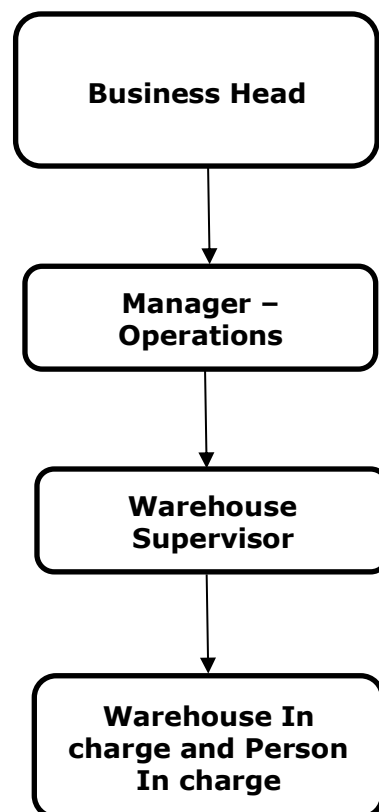 Business Head
Manager –
Operations
Warehouse
Supervisor
Warehouse In
charge and Person
In charge